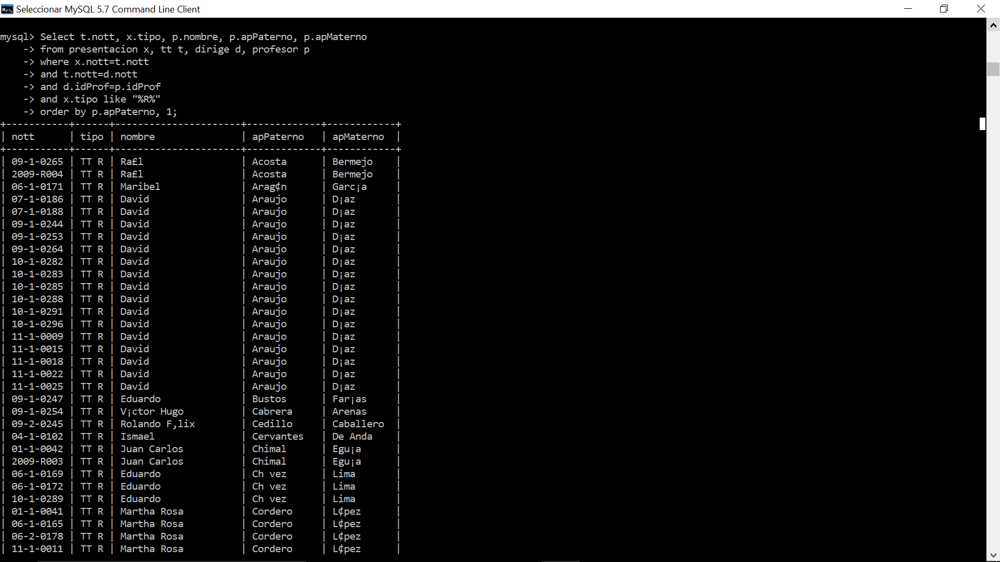 Seleccionar MySQL 5.7 Command Line Client
mysql> Select t.nott, x.tipo, p.nombre, p.apPaterno, p.apMaterno
    -> from presentacion x, tt t, dirige d, profesor p
    -> where x.nott=t.nott
    -> and t.nott=d.nott
    -> and d.idProf=p.idProf
    -> and x.tipo like "%R%"
    -> order by p.apPaterno, 1;
+-----------+------+----------------------+-------------+------------+
| nott      | tipo | nombre               | apPaterno   | apMaterno  |
+-----------+------+----------------------+-------------+------------+
| 09-1-0265 | TT R | Ra£l                 | Acosta      | Bermejo    |
| 2009-R004 | TT R | Ra£l                 | Acosta      | Bermejo    |
| 06-1-0171 | TT R | Maribel              | Arag¢n      | Garc¡a     |
| 07-1-0186 | TT R | David                | Araujo      | D¡az       |
| 07-1-0188 | TT R | David                | Araujo      | D¡az       |
| 09-1-0244 | TT R | David                | Araujo      | D¡az       |
| 09-1-0253 | TT R | David                | Araujo      | D¡az       |
| 09-1-0264 | TT R | David                | Araujo      | D¡az       |
| 10-1-0282 | TT R | David                | Araujo      | D¡az       |
| 10-1-0283 | TT R | David                | Araujo      | D¡az       |
| 10-1-0285 | TT R | David                | Araujo      | D¡az       |
| 10-1-0288 | TT R | David                | Araujo      | D¡az       |
| 10-1-0291 | TT R | David                | Araujo      | D¡az       |
| 10-1-0296 | TT R | David                | Araujo      | D¡az       |
| 11-1-0009 | TT R | David                | Araujo      | D¡az       |
| 11-1-0015 | TT R | David                | Araujo      | D¡az       |
| 11-1-0018 | TT R | David                | Araujo      | D¡az       |
| 11-1-0022 | TT R | David                | Araujo      | D¡az       |
| 11-1-0025 | TT R | David                | Araujo      | D¡az       |
| 09-1-0247 | TT R | Eduardo              | Bustos      | Far¡as     |
| 09-1-0254 | TT R | V¡ctor Hugo          | Cabrera     | Arenas     |
| 09-2-0245 | TT R | Rolando F‚lix        | Cedillo     | Caballero  |
| 04-1-0102 | TT R | Ismael               | Cervantes   | De Anda    |
| 01-1-0042 | TT R | Juan Carlos          | Chimal      | Egu¡a      |
| 2009-R003 | TT R | Juan Carlos          | Chimal      | Egu¡a      |
| 06-1-0169 | TT R | Eduardo              | Ch vez      | Lima       |
| 06-1-0172 | TT R | Eduardo              | Ch vez      | Lima       |
| 10-1-0289 | TT R | Eduardo              | Ch vez      | Lima       |
| 01-1-0041 | TT R | Martha Rosa          | Cordero     | L¢pez      |
| 06-1-0165 | TT R | Martha Rosa          | Cordero     | L¢pez      |
| 06-2-0178 | TT R | Martha Rosa          | Cordero     | L¢pez      |
| 11-1-0011 | TT R | Martha Rosa          | Cordero     | L¢pez      |